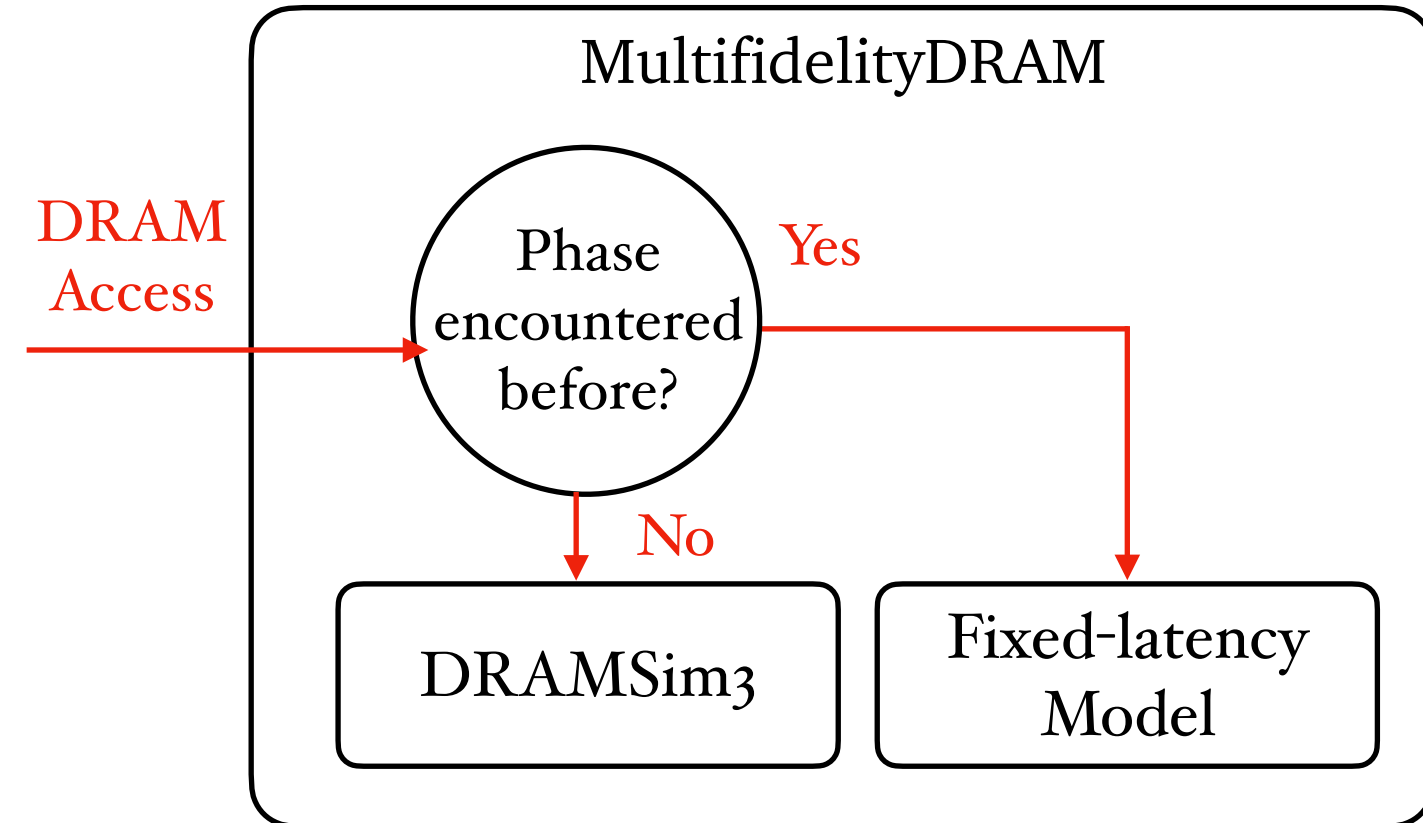 MultifidelityDRAM
DRAM
Access
Phase
encountered
before?
Yes
No
DRAMSim3
Fixed-latency
Model